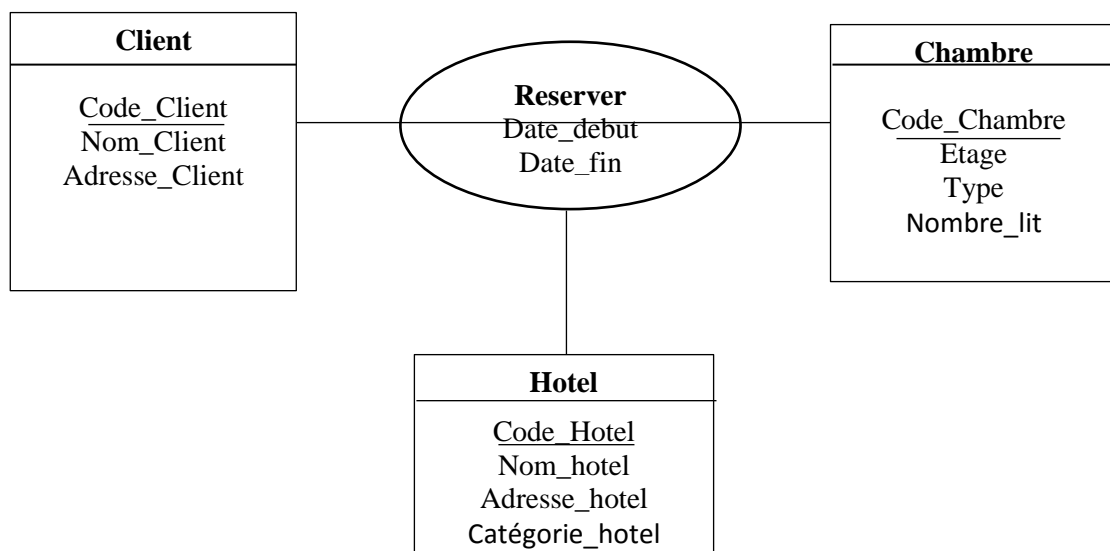 Client
Code_Client
Nom_Client
Adresse_Client
Reserver
Date_debut
Date_fin
Chambre
Code_Chambre
Etage
Type
Nombre_lit
Hotel
Code_Hotel
Nom_hotel
Adresse_hotel
Catégorie_hotel